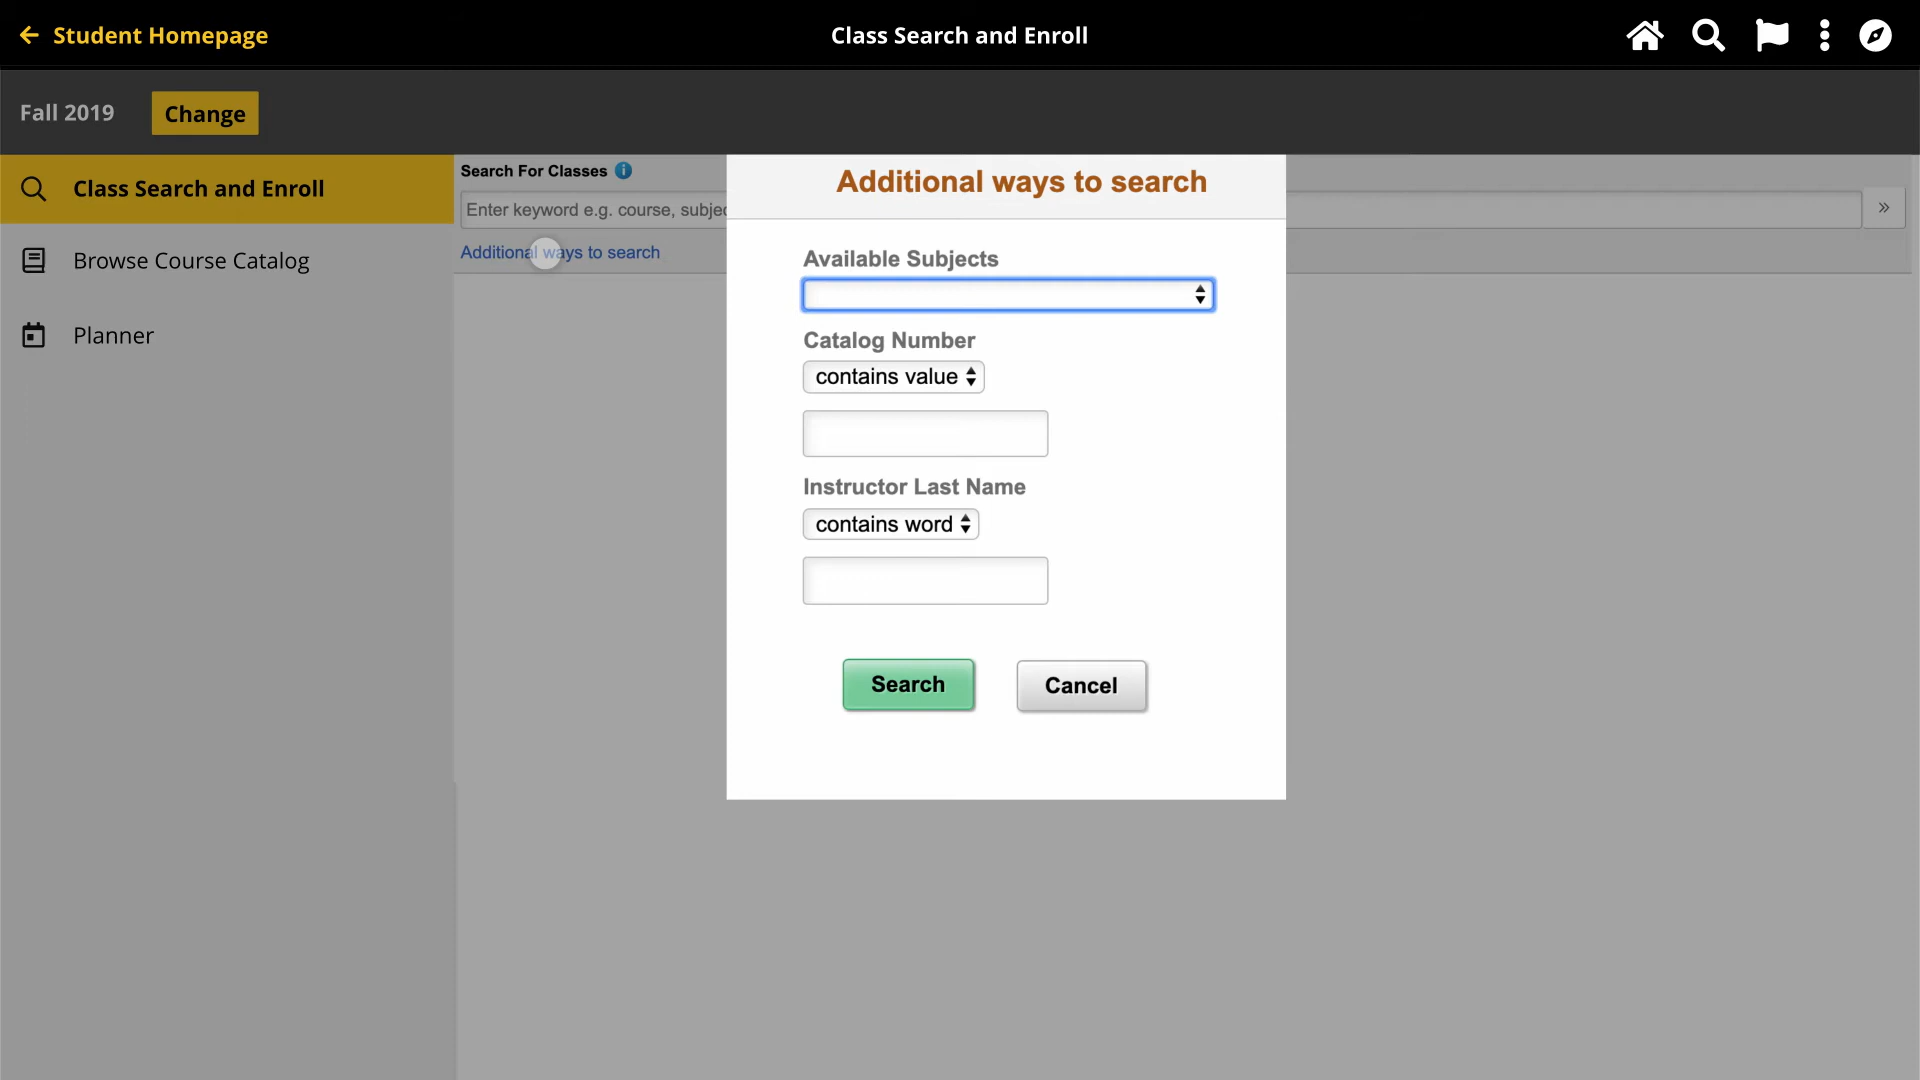 Student Homepage
Class Search and Enroll
Fall 2019
Change
Class Search and Enroll
Browse Course Catalog
Planner
Search For Classes
Enter keyword e.g. course, subjec
Additional ways to search
»
Additional ways to search
Available Subjects
Catalog Number
contains value
Instructor Last Name
contains word
Search
Cancel